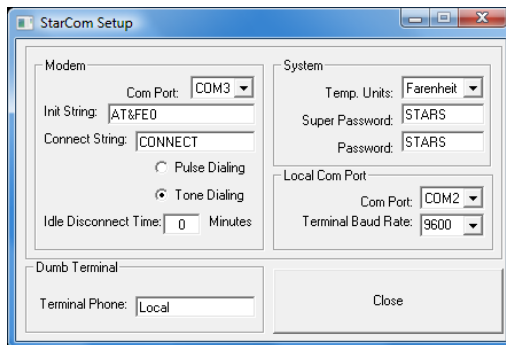 StarCom Setup
Modem
Com Port: COM3
Init String: AT&FE0
Connect String: CONNECT
Pulse Dialing
Tone Dialing
Idle Disconnect Time: 0 Minutes
System
Temp. Units: Farenheit
Super Password: STARS
Password: STARS
Local Com Port
Com Port: COM2
Terminal Baud Rate: 9600
Dumb Terminal
Terminal Phone: Local
Close